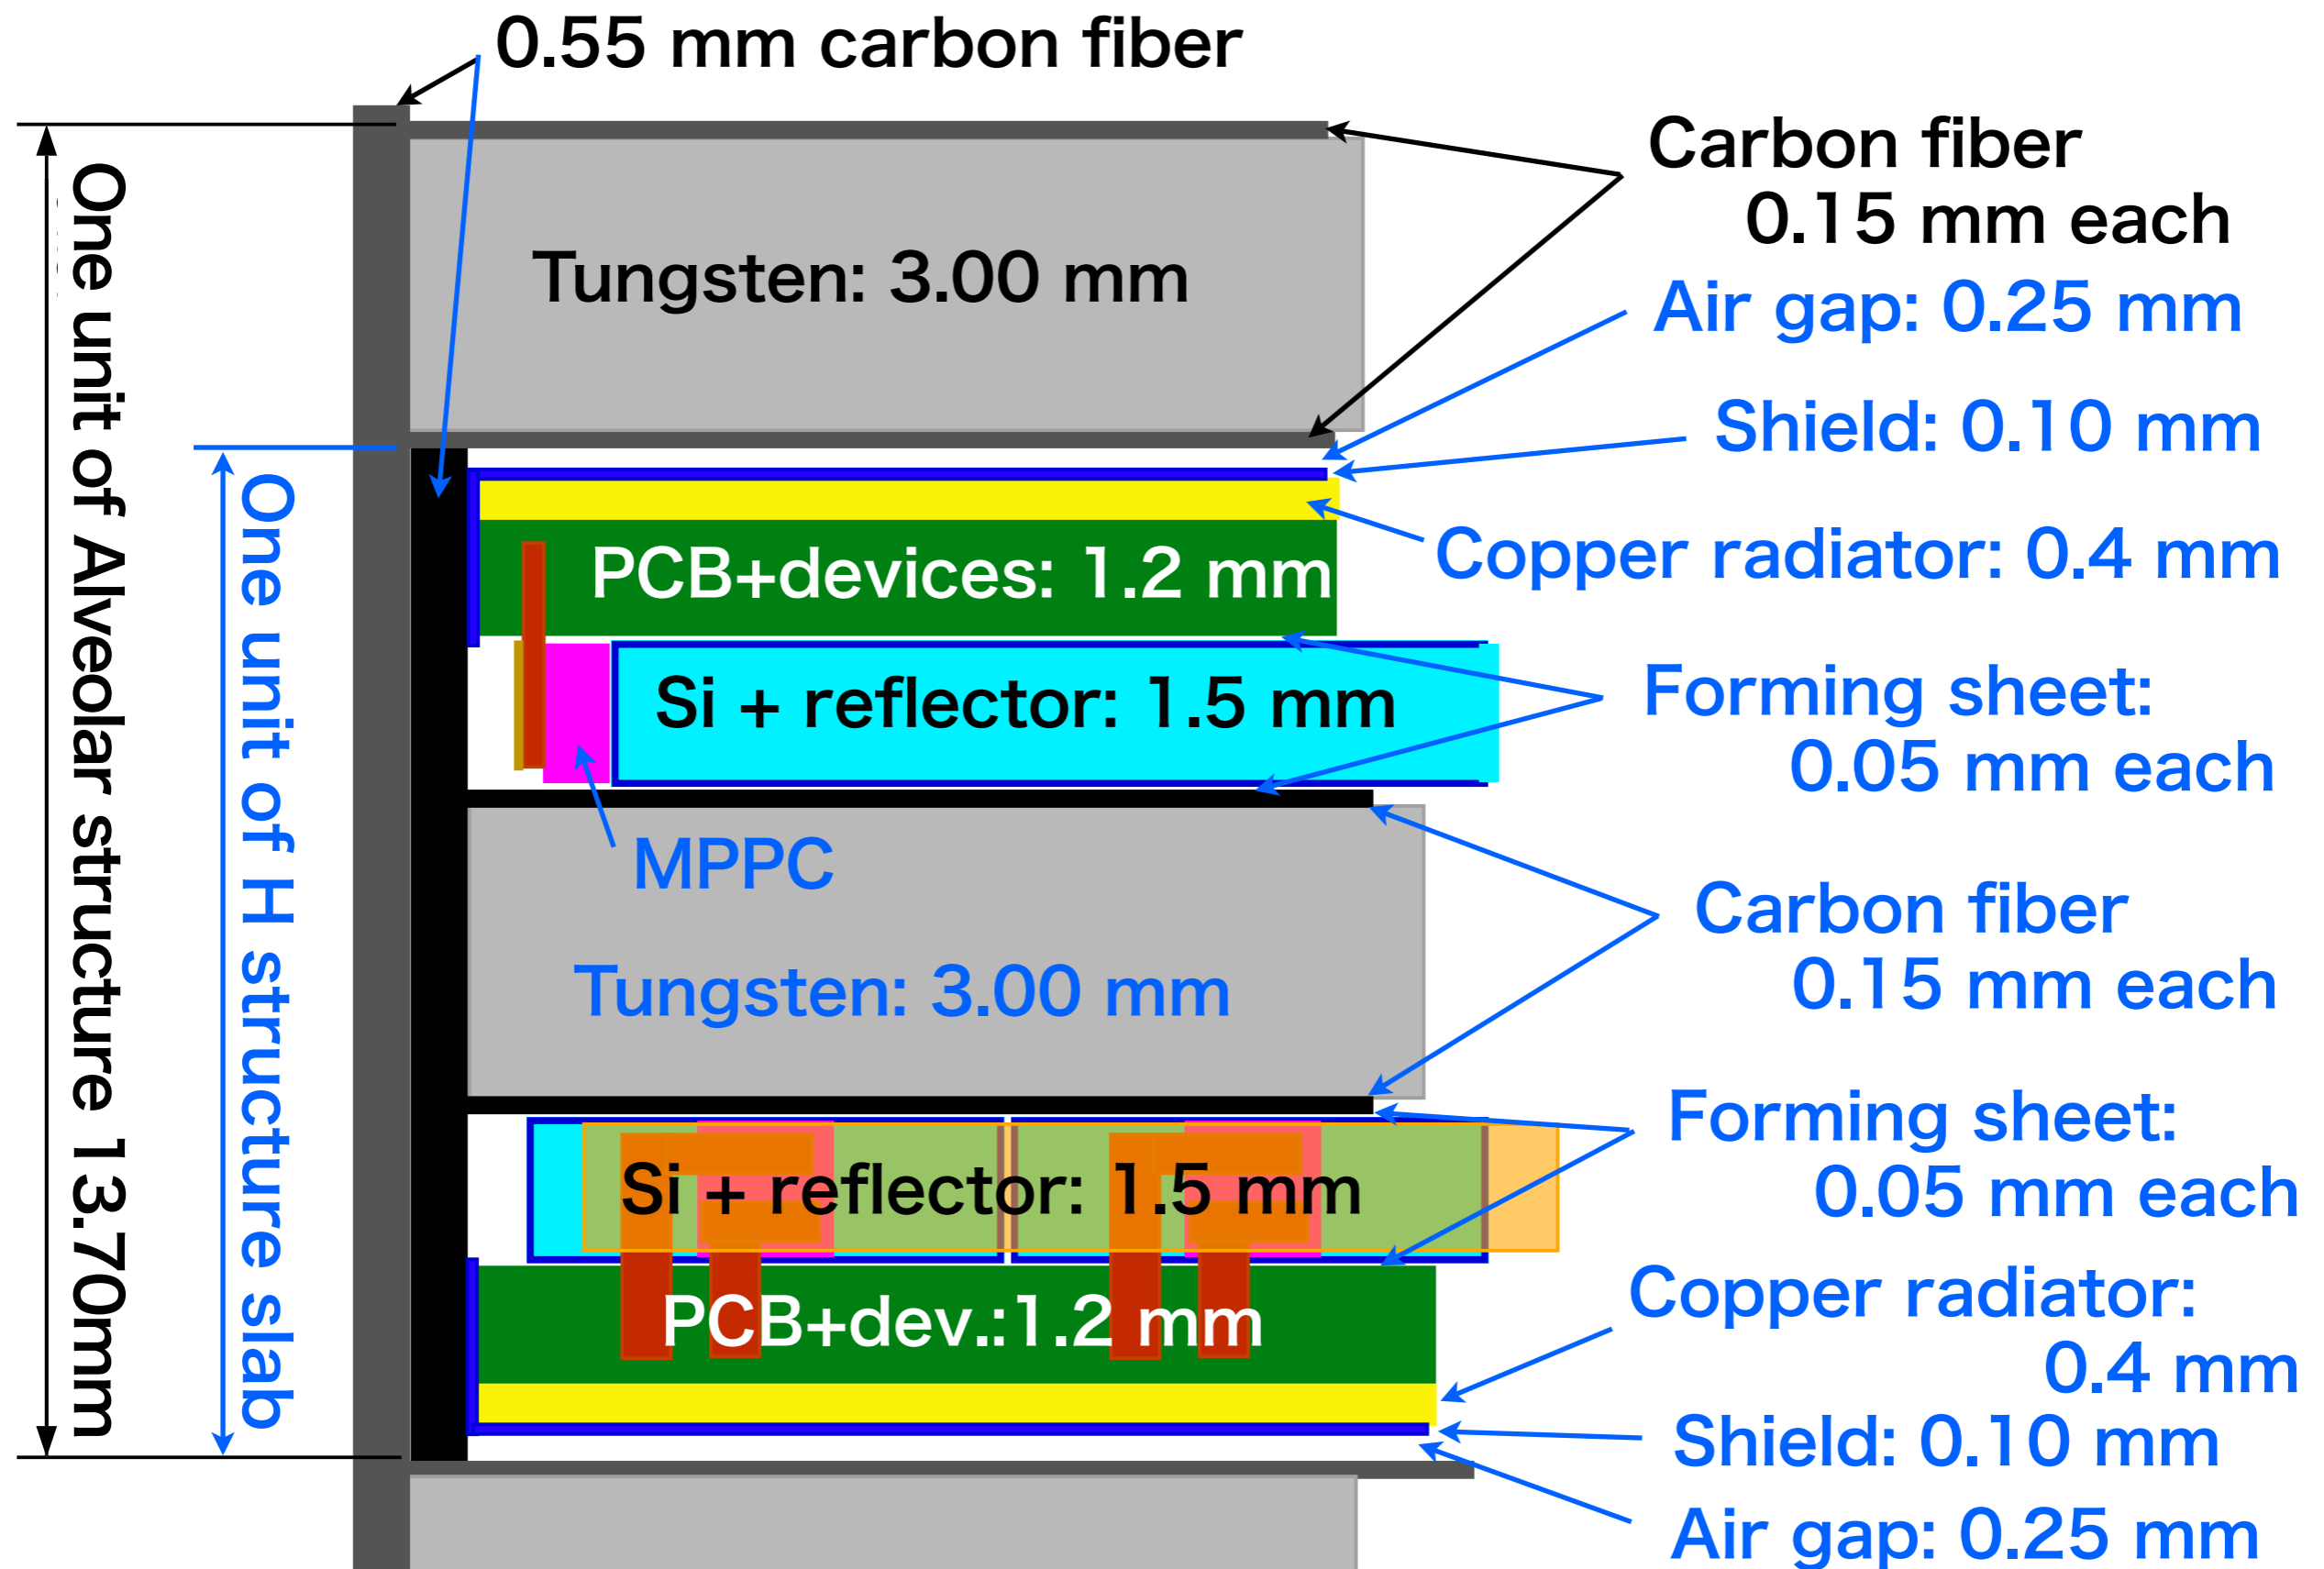 0.55 mm carbon fiber
Carbon fiber
0.15 mm each
Tungsten: 3.00 mm
Air gap: 0.25 mm
Shield: 0.10 mm
Copper radiator: 0.4 mm
PCB+devices: 1.2 mm
Si + reflector: 1.5 mm
Forming sheet:
0.05 mm each
MPPC
Carbon fiber
0.15 mm each
Tungsten: 3.00 mm
Forming sheet:
0.05 mm each
Si + reflector: 1.5 mm
PCB+dev.:1.2 mm
Copper radiator:
0.4 mm
Shield: 0.10 mm
Air gap: 0.25 mm
One unit of Alveolar structure 13.70mm
One unit of H structure slab